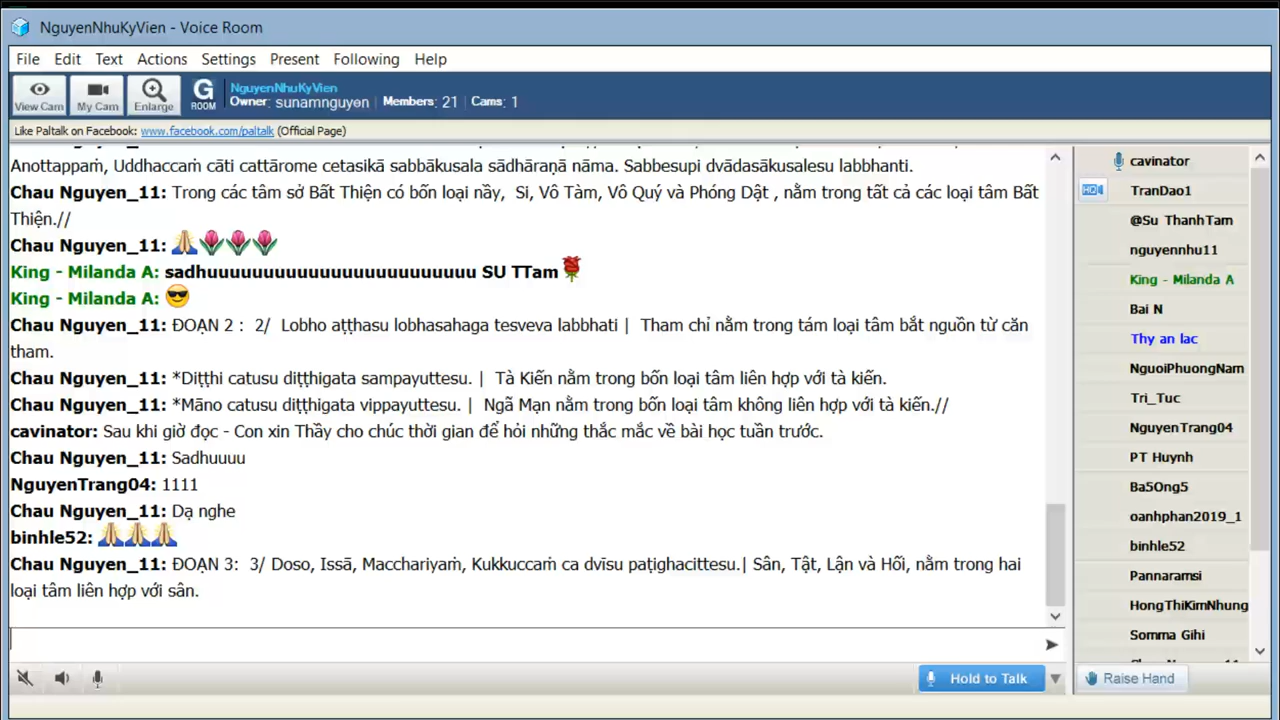 NguyenNhuKyVien - Voice Room
File Edit Text Actions Settings Present Following Help
View Cam
My Cam
Enlarge
G ROOM
NguyenNhuKyVien
Owner: sunamnguyen | Members: 21 | Cams: 1
Like Paltalk on Facebook: www.facebook.com/paltalk (Official Page)
Anottappaṁ, Uddhaccaṁ cāti cattārome cetasikā sabbākusala sādhāraṇā nāma. Sabbesupi dvādasākusalesu labbhanti.
Chau Nguyen_11: Trong các tâm sở Bất Thiện có bốn loại nầy, Si, Vô Tàm, Vô Quý và Phóng Dật , nằm trong tất cả các loại tâm Bất
Thiện.//
Chau Nguyen_11: 🙏🌷🌷🌷
King - Milanda A: sadhuuuuuuuuuuuuuuuuuuuuuuuu SU TTam🌹
King - Milanda A: 😎
Chau Nguyen_11: ĐOẠN 2 : 2/ Lobho aṭṭhasu lobhasahaga tesveva labbhati | Tham chỉ nằm trong tám loại tâm bắt nguồn từ căn
tham.
Chau Nguyen_11: *Diṭṭhi catusu diṭṭhigata sampayuttesu. | Tà Kiến nằm trong bốn loại tâm liên hợp với tà kiến.
Chau Nguyen_11: *Māno catusu diṭṭhigata vippayuttesu. | Ngã Mạn nằm trong bốn loại tâm không liên hợp với tà kiến.//
cavinator: Sau khi giờ đọc - Con xin Thầy cho chúc thời gian để hỏi những thắc mắc về bài học tuần trước.
Chau Nguyen_11: Sadhuuuu
NguyenTrang04: 1111
Chau Nguyen_11: Dạ nghe
binhle52: 🙏🙏🙏
Chau Nguyen_11: ĐOẠN 3: 3/ Doso, Issā, Macchariyaṁ, Kukkuccaṁ ca dvīsu paṭighacittesu.| Sân, Tật, Lận và Hối, nằm trong hai
loại tâm liên hợp với sân.
cavinator
HD TranDao1
@Su ThanhTam
nguyennhu11
King - Milanda A
Bai N
Thy an lac
NguoiPhuongNam
Tri_Tuc
NguyenTrang04
PT Huynh
Ba5Ong5
oanhphan2019_1
binhle52
Pannaramsi
HongThiKimNhung
Somma Gihi
Hold to Talk
Raise Hand